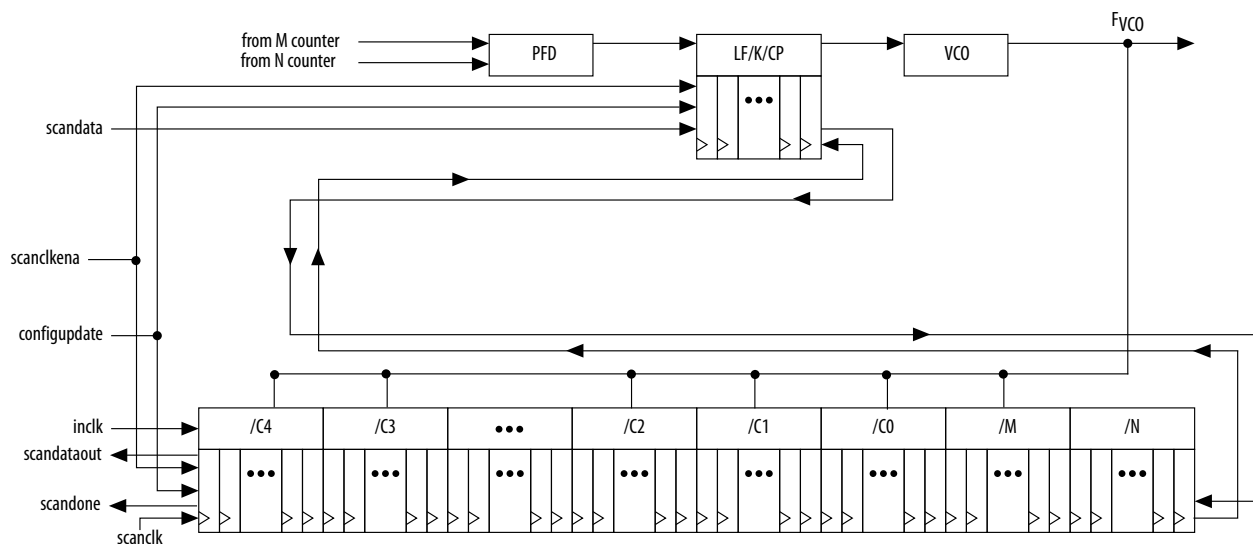 FVCO
from M counter
from N counter
PFD
LF/K/CP
VCO
•••
scandata
scanclkena
configupdate
inclk
/C4
/C3
•••
/C2
/C1
/C0
/M
/N
scandataout
••• ••• ••• ••• ••• ••• ••• •••
scandone
scanclk